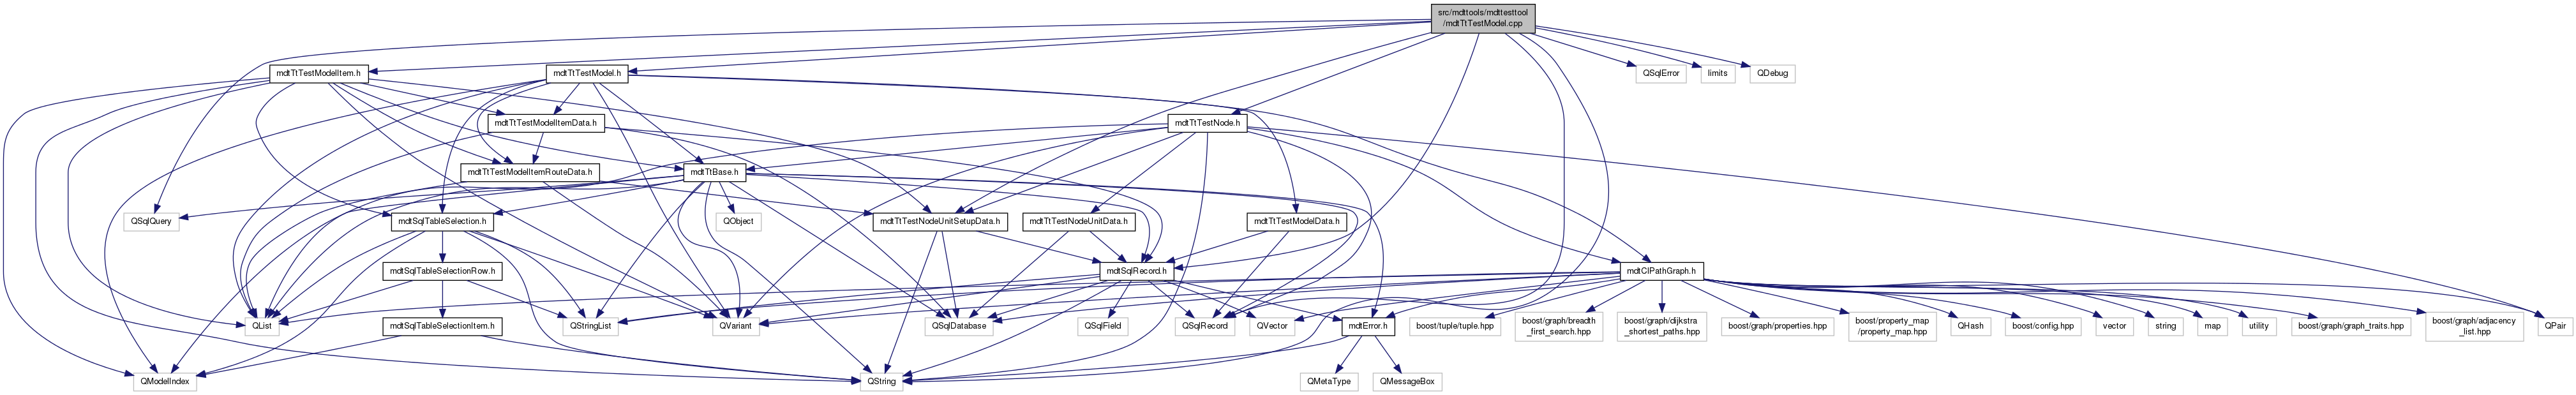 src/mdttools/mdttesttool
/mdtTtTestModel.cpp
mdtTtTestModelItem.h
mdtTtTestModel.h
QSqlError
limits
QDebug
mdtTtTestModelItemData.h
mdtTtTestNode.h
mdtTtTestModelItemRouteData.h
mdtTtBase.h
QSqlQuery
mdtSqlTableSelection.h
QObject
mdtTtTestNodeUnitSetupData.h
mdtTtTestNodeUnitData.h
mdtTtTestModelData.h
mdtSqlTableSelectionRow.h
mdtSqlRecord.h
mdtClPathGraph.h
QList
mdtSqlTableSelectionItem.h
QStringList
QVariant
QSqlDatabase
QSqlField
QSqlRecord
QVector
mdtError.h
boost/tuple/tuple.hpp
boost/graph/breadth
_first_search.hpp
boost/graph/dijkstra
_shortest_paths.hpp
boost/graph/properties.hpp
boost/property_map
/property_map.hpp
QHash
boost/config.hpp
vector
string
map
utility
boost/graph/graph_traits.hpp
boost/graph/adjacency
_list.hpp
QPair
QModelIndex
QString
QMetaType
QMessageBox